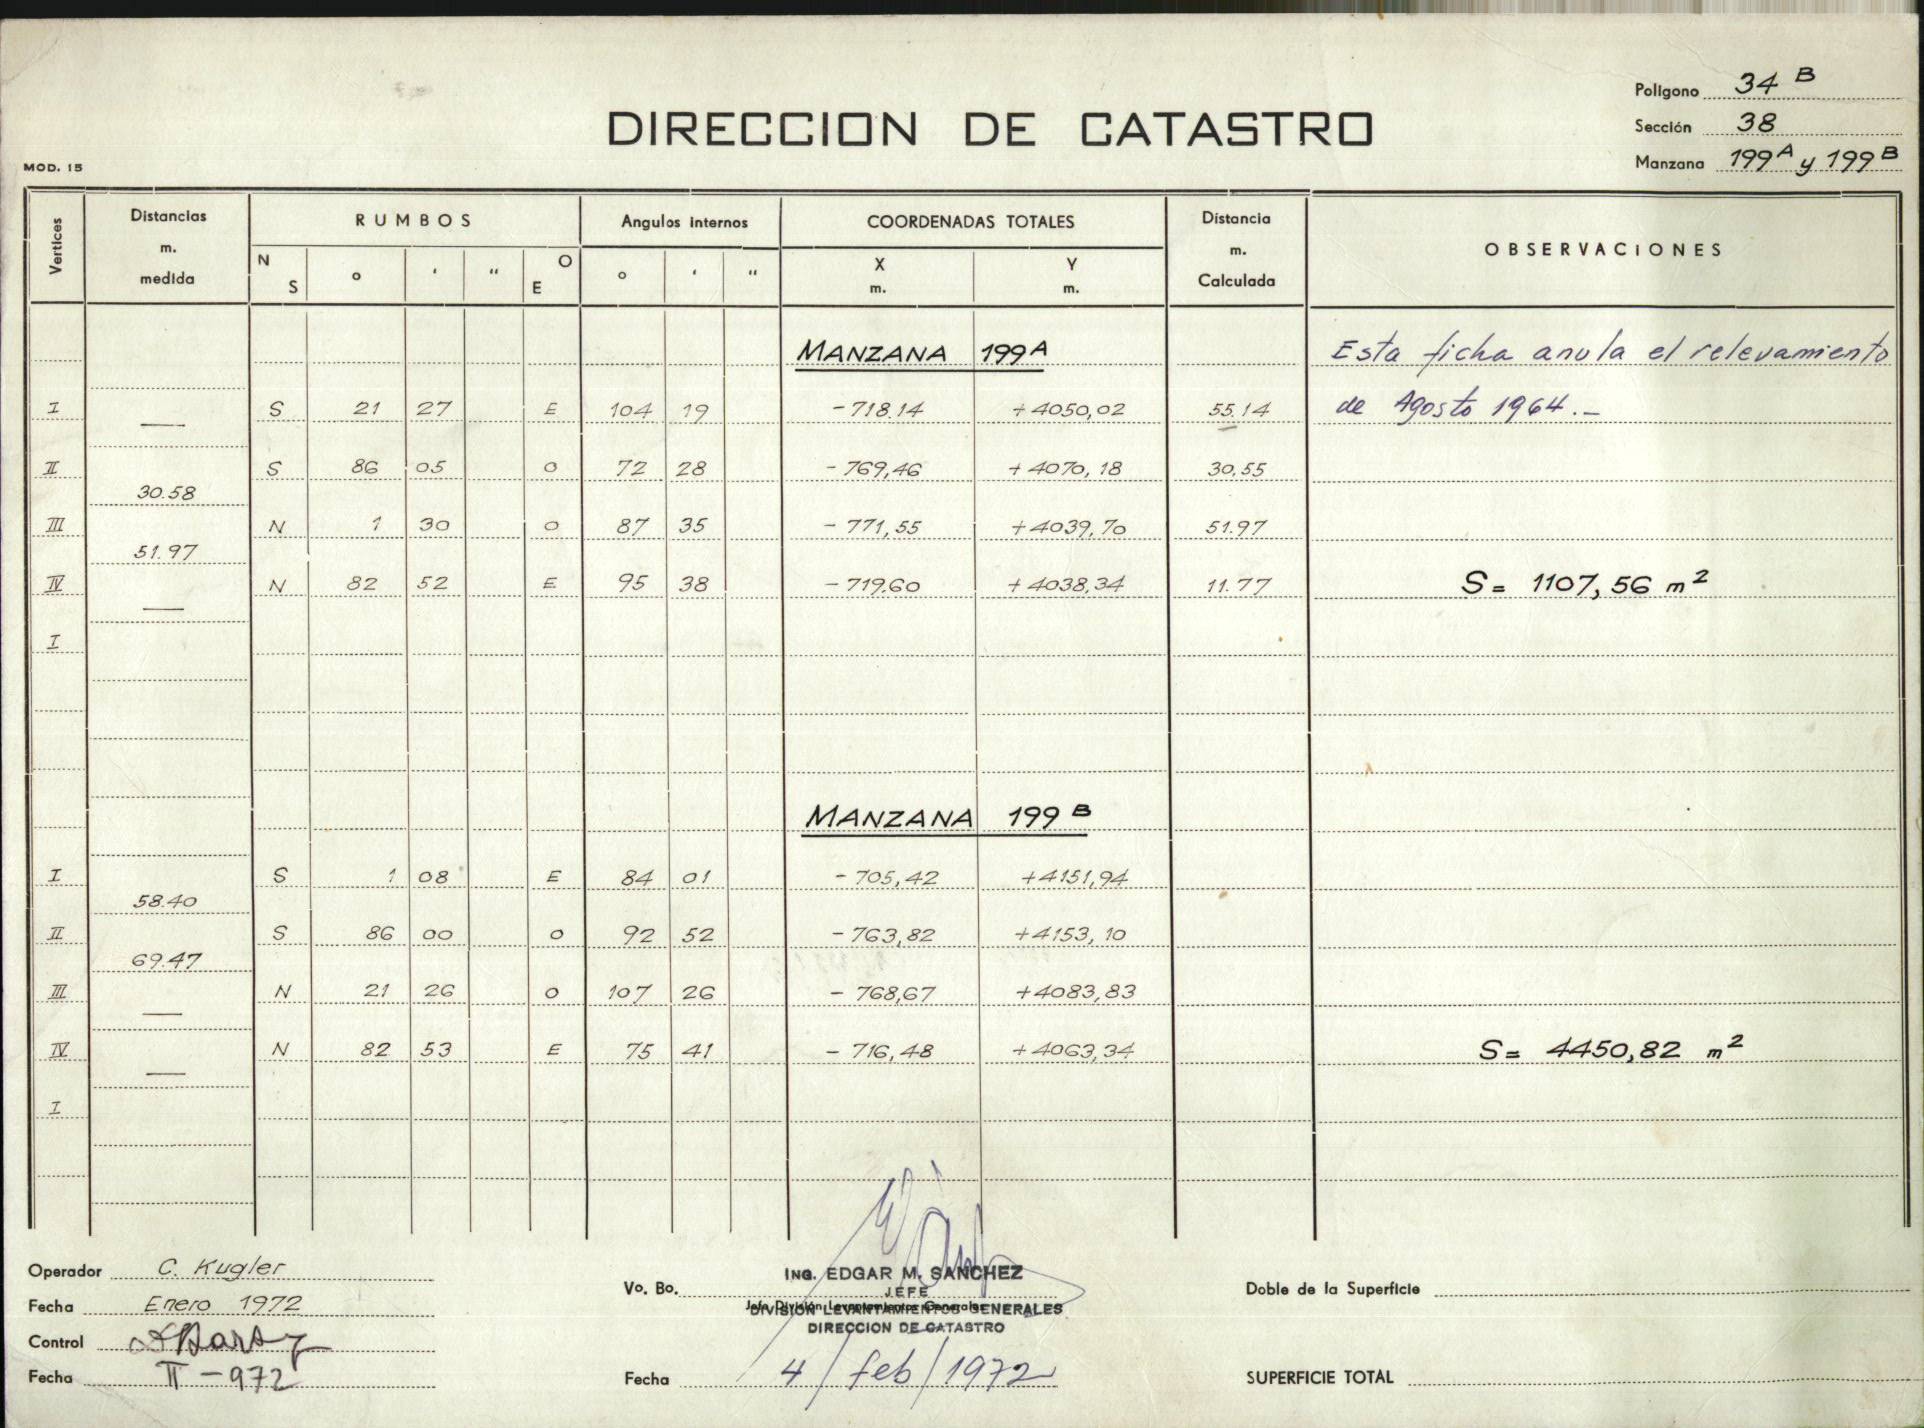 Poligono 34 B
DIRECCION DE CATASTRO
Sección 38
MOD. 15
Manzana 199 A y 199 B
Vertices Distancias m. medida RUMBOS Angulos internos COORDENADAS TOTALES Distancia m. Calculada OBSERVACIONES
N S o ' " O E o ' " X m. Y m.
MANZANA 199 A Esta ficha anula el relevamiento
I S 21 27 E 104 19 -718.14 +4050,02 55.14 de Agosto 1964.-
—
II S 86 05 O 72 28 -769,46 +4070,18 30,55
30.58
III N 1 30 O 87 35 -771,55 +4039,70 51.97
51.97
IV N 82 52 E 95 38 -719.60 +4038,34 11.77 S= 1107,56 m2
—
I
MANZANA 199 B
I S 1 08 E 84 01 -705,42 +4151,94
58.40
II S 86 00 O 92 52 -763,82 +4153,10
69.47
III N 21 26 O 107 26 -768,67 +4083,83
—
IV N 82 53 E 75 41 -716,48 +4063,34 S= 4450,82 m2
—
I
Operador C. Kugler
Vo. Bo. ING. EDGAR M. SANCHEZ
JEFE
Jefe División Levantamientos Generales
DIVISION LEVANTAMIENTOS GENERALES
DIRECCION DE CATASTRO
Doble de la Superficie
Fecha Enero 1972
Control
Fecha II-972
Fecha 4/feb/1972
SUPERFICIE TOTAL